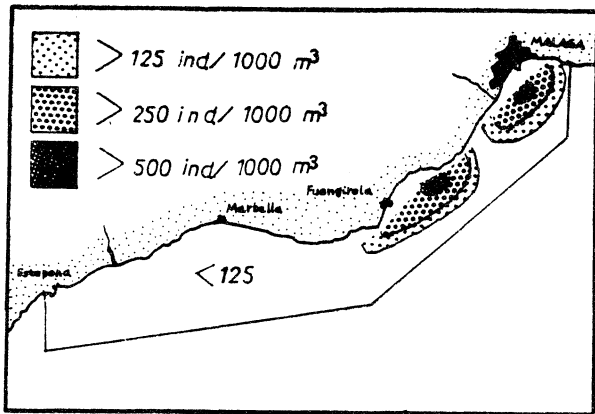 MALAGA
> 125 ind/ 1000 m³
> 250 ind/ 1000 m³
> 500 ind/ 1000 m³
Fuengirola
Marbella
Estepona
< 125